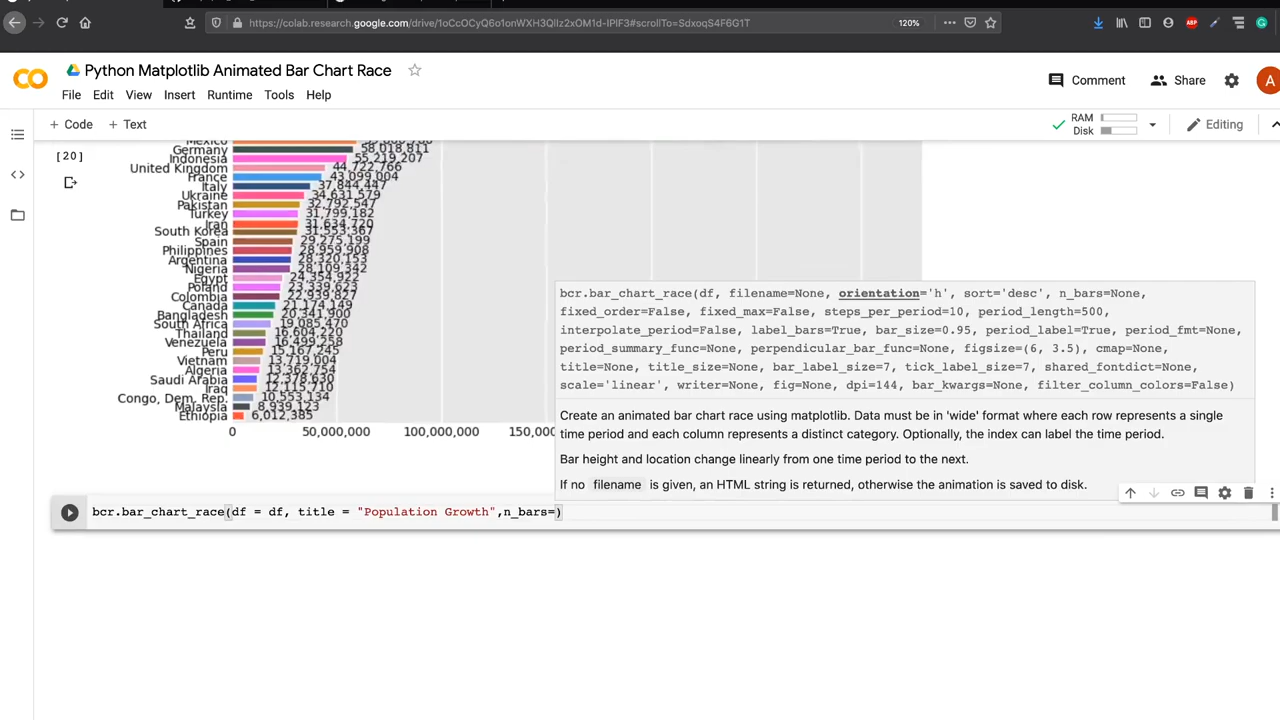 https://colab.research.google.com/drive/1oCcOCyQ6o1onWXH3QlIz2xOM1d-IPlF3#scrollTo=SdxoqS4F6G1T
120%
ABP
CO
Python Matplotlib Animated Bar Chart Race
Comment
Share
A
File Edit View Insert Runtime Tools Help
+ Code + Text
RAM
Disk
Editing
[20]
Mexico
Germany 58,018,811
Indonesia 55,219,207
United Kingdom 44,722,766
France 43,099,004
Italy 37,844,447
Ukraine 34,631,579
Pakistan 32,792,547
Turkey 31,799,182
Iran 31,634,720
South Korea 31,553,367
Spain 29,275,199
Philippines 28,959,908
Argentina 28,320,153
Nigeria 28,109,342
Egypt 24,354,922
Poland 23,339,623
Colombia 22,939,827
Canada 21,174,149
Bangladesh 20,341,900
South Africa 19,085,470
Thailand 16,604,220
Venezuela 16,499,258
Peru 15,167,245
Vietnam 13,719,004
Algeria 13,362,754
Saudi Arabia 12,378,630
Iraq 12,115,710
Congo, Dem. Rep. 10,553,134
Malaysia 8,939,123
Ethiopia 6,012,385
0 50,000,000 100,000,000
bcr.bar_chart_race(df, filename=None, orientation='h', sort='desc', n_bars=None,
fixed_order=False, fixed_max=False, steps_per_period=10, period_length=500,
interpolate_period=False, label_bars=True, bar_size=0.95, period_label=True, period_fmt=None,
period_summary_func=None, perpendicular_bar_func=None, figsize=(6, 3.5), cmap=None,
title=None, title_size=None, bar_label_size=7, tick_label_size=7, shared_fontdict=None,
scale='linear', writer=None, fig=None, dpi=144, bar_kwargs=None, filter_column_colors=False)
Create an animated bar chart race using matplotlib. Data must be in 'wide' format where each row represents a single
time period and each column represents a distinct category. Optionally, the index can label the time period.
Bar height and location change linearly from one time period to the next.
If no filename is given, an HTML string is returned, otherwise the animation is saved to disk.
bcr.bar_chart_race(df = df, title = "Population Growth",n_bars=)